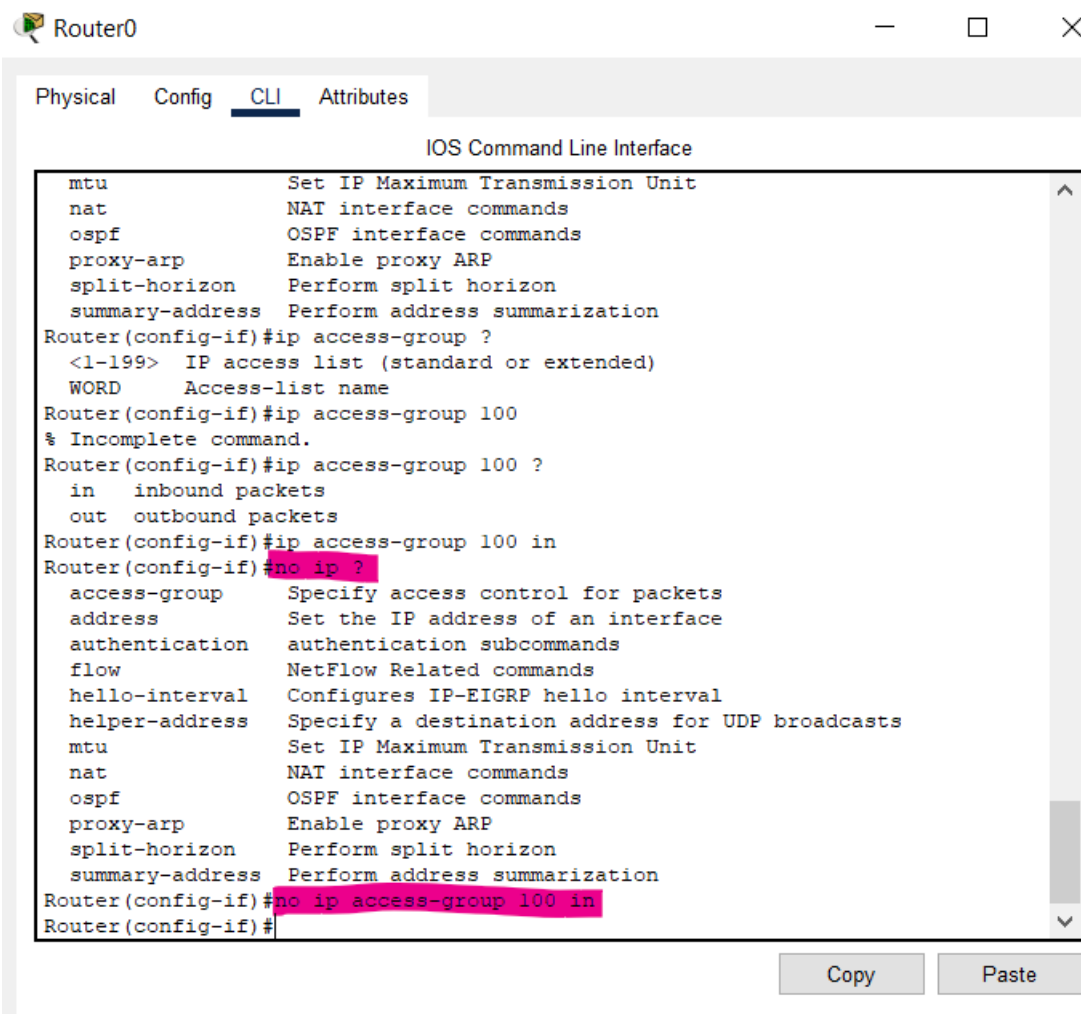 Router0
Physical Config CLI Attributes
IOS Command Line Interface
mtu Set IP Maximum Transmission Unit
nat NAT interface commands
ospf OSPF interface commands
proxy-arp Enable proxy ARP
split-horizon Perform split horizon
summary-address Perform address summarization
Router(config-if)#ip access-group ?
<1-199> IP access list (standard or extended)
WORD Access-list name
Router(config-if)#ip access-group 100
% Incomplete command.
Router(config-if)#ip access-group 100 ?
in inbound packets
out outbound packets
Router(config-if)#ip access-group 100 in
Router(config-if)#no ip ?
access-group Specify access control for packets
address Set the IP address of an interface
authentication authentication subcommands
flow NetFlow Related commands
hello-interval Configures IP-EIGRP hello interval
helper-address Specify a destination address for UDP broadcasts
mtu Set IP Maximum Transmission Unit
nat NAT interface commands
ospf OSPF interface commands
proxy-arp Enable proxy ARP
split-horizon Perform split horizon
summary-address Perform address summarization
Router(config-if)#no ip access-group 100 in
Router(config-if)#
Copy Paste